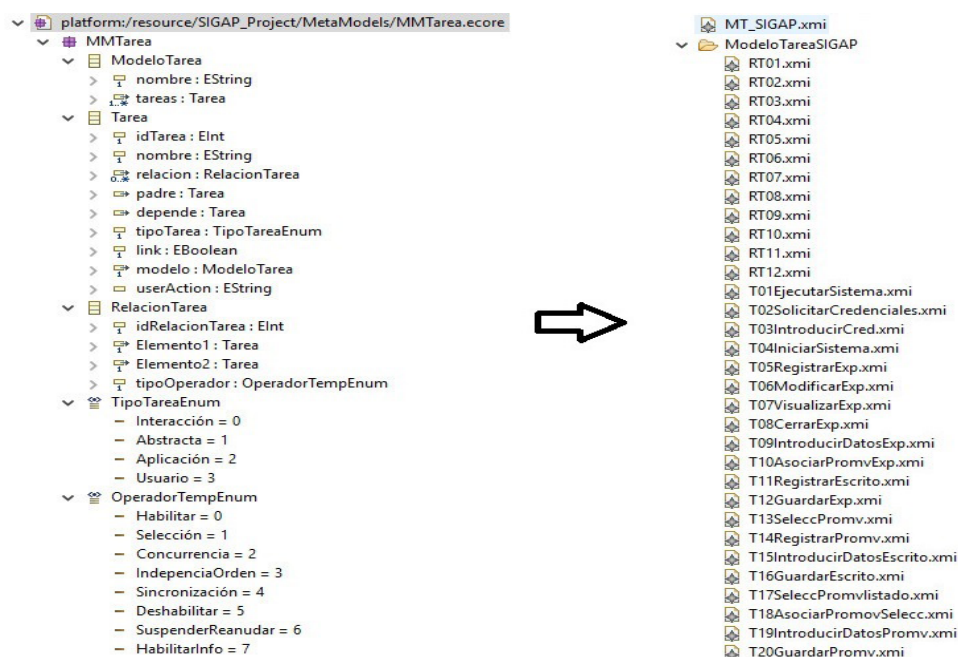 platform:/resource/SIGAP_Project/MetaModels/MMTarea.ecore
MMTarea
ModeloTarea
nombre : EString
1..* tareas : Tarea
Tarea
idTarea : EInt
nombre : EString
0..* relacion : RelacionTarea
padre : Tarea
depende : Tarea
tipoTarea : TipoTareaEnum
link : EBoolean
modelo : ModeloTarea
userAction : EString
RelacionTarea
idRelacionTarea : EInt
Elemento1 : Tarea
Elemento2 : Tarea
tipoOperador : OperadorTempEnum
TipoTareaEnum
Interacción = 0
Abstracta = 1
Aplicación = 2
Usuario = 3
OperadorTempEnum
Habilitar = 0
Selección = 1
Concurrencia = 2
IndepenciaOrden = 3
Sincronización = 4
Deshabilitar = 5
SuspenderReanudar = 6
HabilitarInfo = 7
MT_SIGAP.xmi
ModeloTareaSIGAP
RT01.xmi
RT02.xmi
RT03.xmi
RT04.xmi
RT05.xmi
RT06.xmi
RT07.xmi
RT08.xmi
RT09.xmi
RT10.xmi
RT11.xmi
RT12.xmi
T01EjecutarSistema.xmi
T02SolicitarCredenciales.xmi
T03IntroducirCred.xmi
T04IniciarSistema.xmi
T05RegistrarExp.xmi
T06ModificarExp.xmi
T07VisualizarExp.xmi
T08CerrarExp.xmi
T09IntroducirDatosExp.xmi
T10AsociarPromvExp.xmi
T11RegistrarEscrito.xmi
T12GuardarExp.xmi
T13SeleccPromv.xmi
T14RegistrarPromv.xmi
T15IntroducirDatosEscrito.xmi
T16GuardarEscrito.xmi
T17SeleccPromvlistado.xmi
T18AsociarPromovSelecc.xmi
T19IntroducirDatosPromv.xmi
T20GuardarPromv.xmi